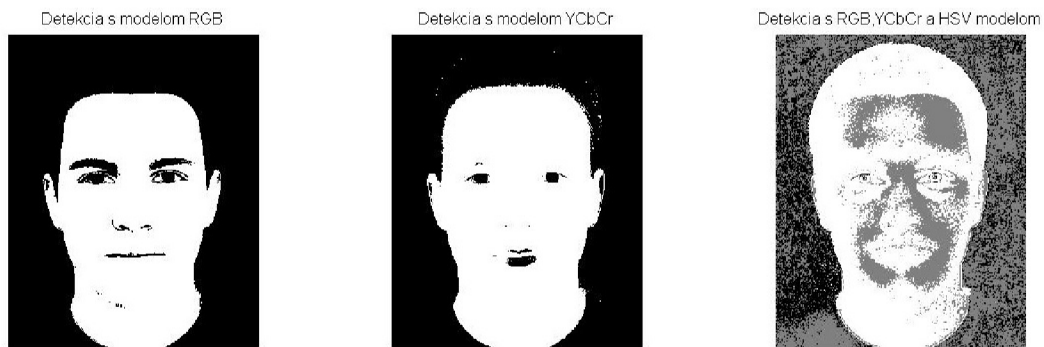 Detekcia s modelom RGB
Detekcia s modelom YCbCr
Detekcia s RGB,YCbCr a HSV modelom